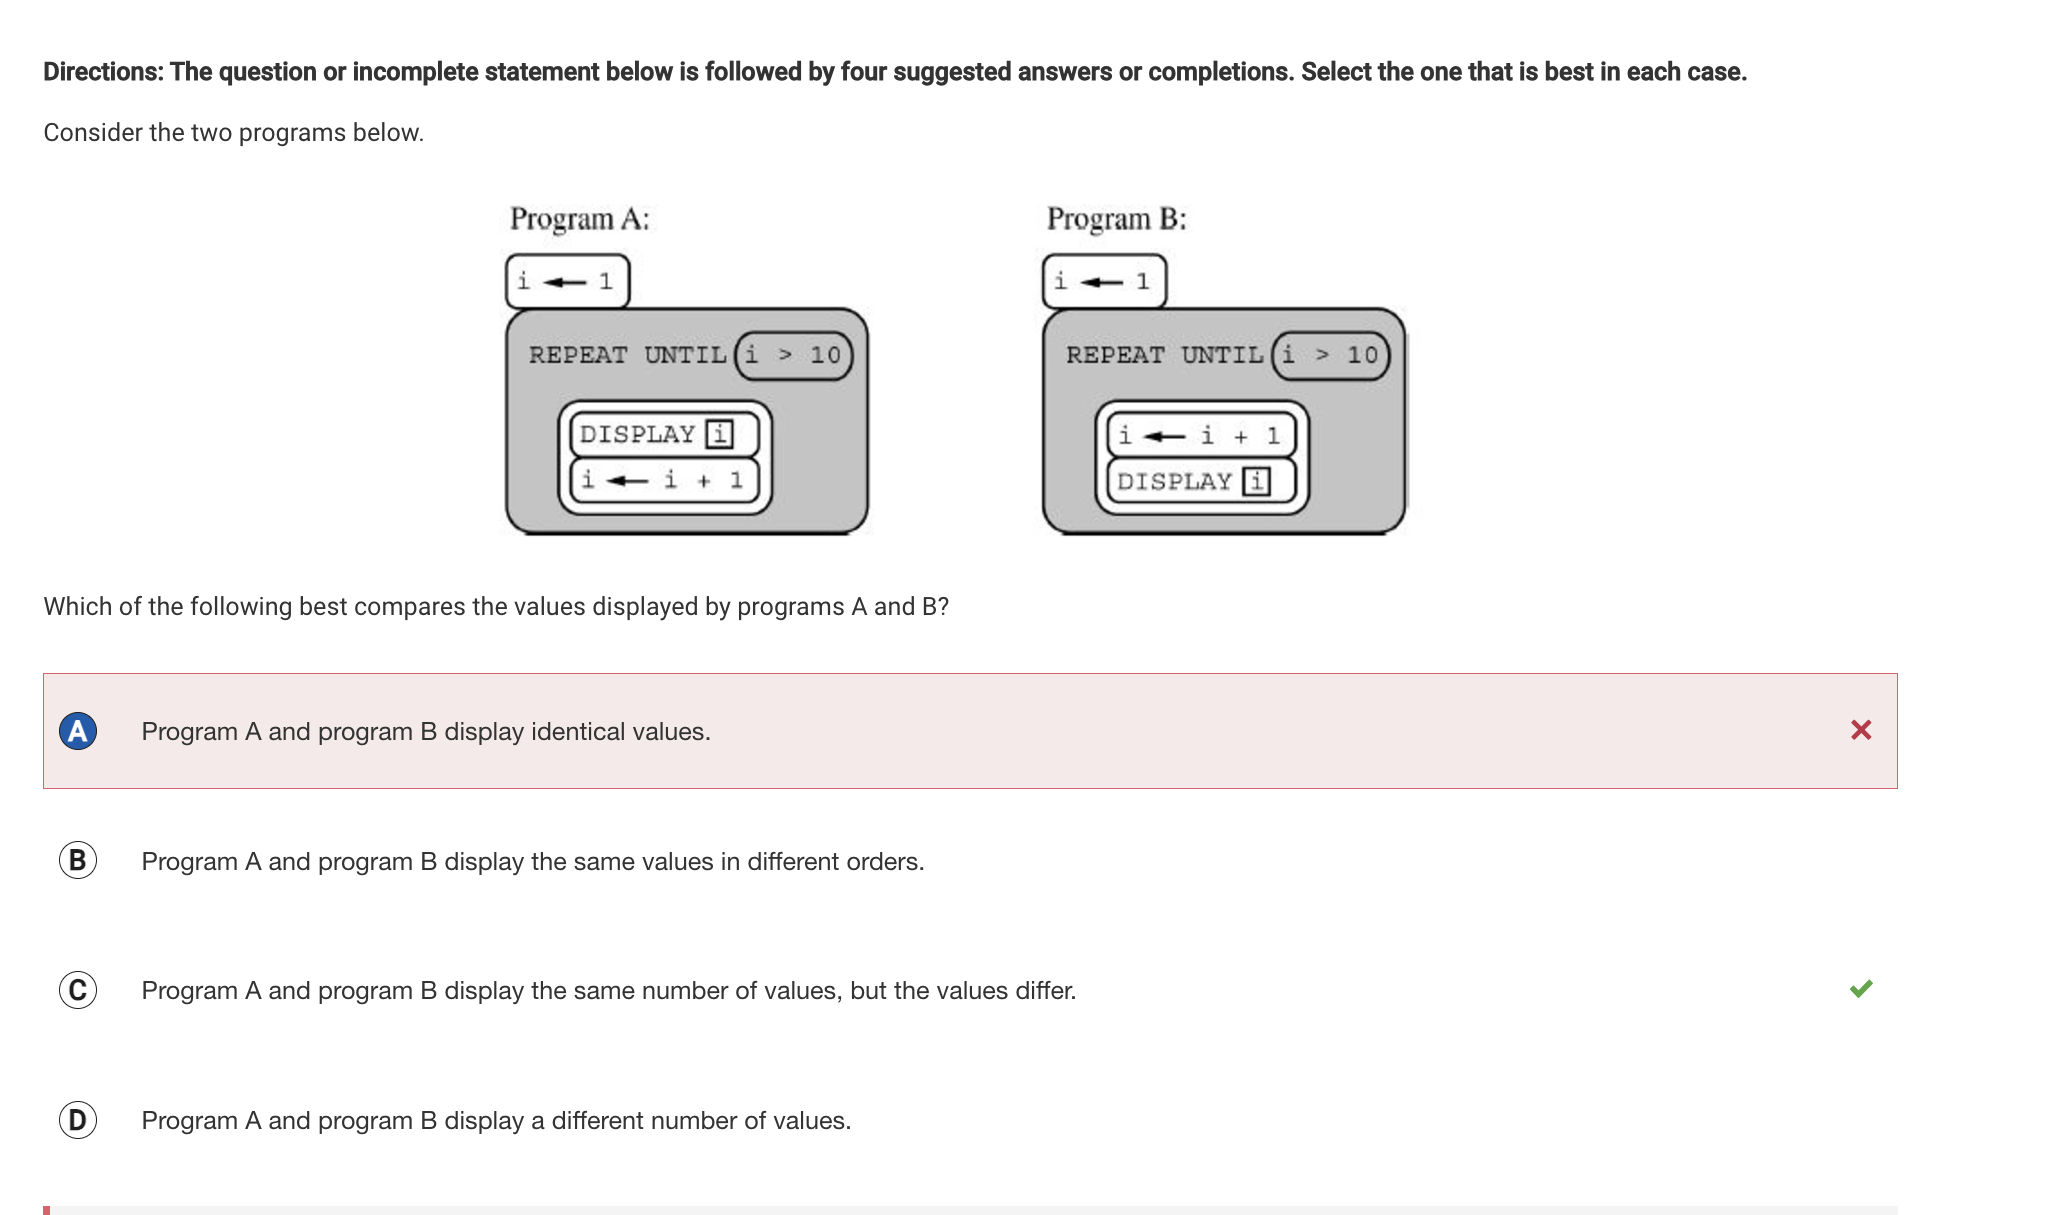 Directions: The question or incomplete statement below is followed by four suggested answers or completions. Select the one that is best in each case.
Consider the two programs below.
Program A:
i ← 1
REPEAT UNTIL i > 10
DISPLAY i
i ← i + 1
Program B:
i ← 1
REPEAT UNTIL i > 10
i ← i + 1
DISPLAY i
Which of the following best compares the values displayed by programs A and B?
A Program A and program B display identical values.
B Program A and program B display the same values in different orders.
C Program A and program B display the same number of values, but the values differ.
D Program A and program B display a different number of values.